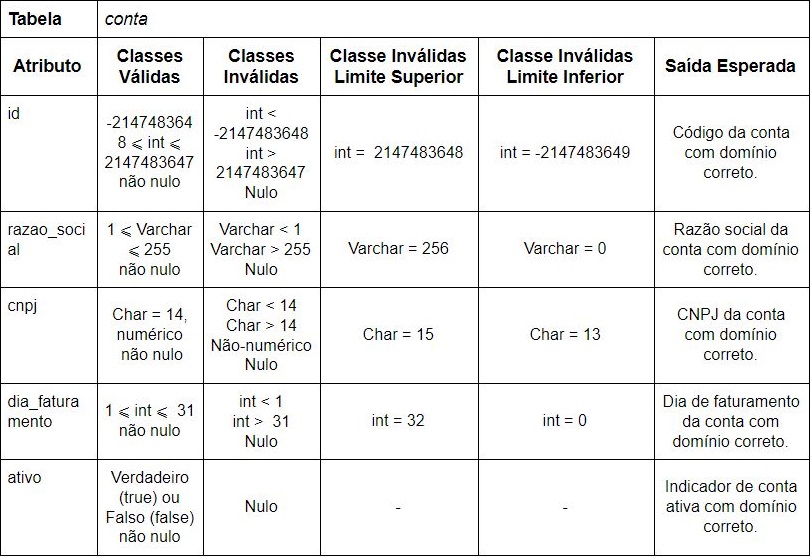 Tabela
conta
Atributo
Classes
Válidas
Classes
Inválidas
Classe Inválidas
Limite Superior
Classe Inválidas
Limite Inferior
Saída Esperada
id
-214748364
8 ⩽ int ⩽
2147483647
não nulo
int <
-2147483648
int >
2147483647
Nulo
int = 2147483648
int = -2147483649
Código da conta
com domínio
correto.
razao_soci
al
1 ⩽ Varchar
⩽ 255
não nulo
Varchar < 1
Varchar > 255
Nulo
Varchar = 256
Varchar = 0
Razão social da
conta com domínio
correto.
cnpj
Char = 14,
numérico
não nulo
Char < 14
Char > 14
Não-numérico
Nulo
Char = 15
Char = 13
CNPJ da conta
com domínio
correto.
dia_fatura
mento
1 ⩽ int ⩽ 31
não nulo
int < 1
int > 31
Nulo
int = 32
int = 0
Dia de faturamento
da conta com
domínio correto.
ativo
Verdadeiro
(true) ou
Falso (false)
não nulo
Nulo
-
-
Indicador de conta
ativa com domínio
correto.